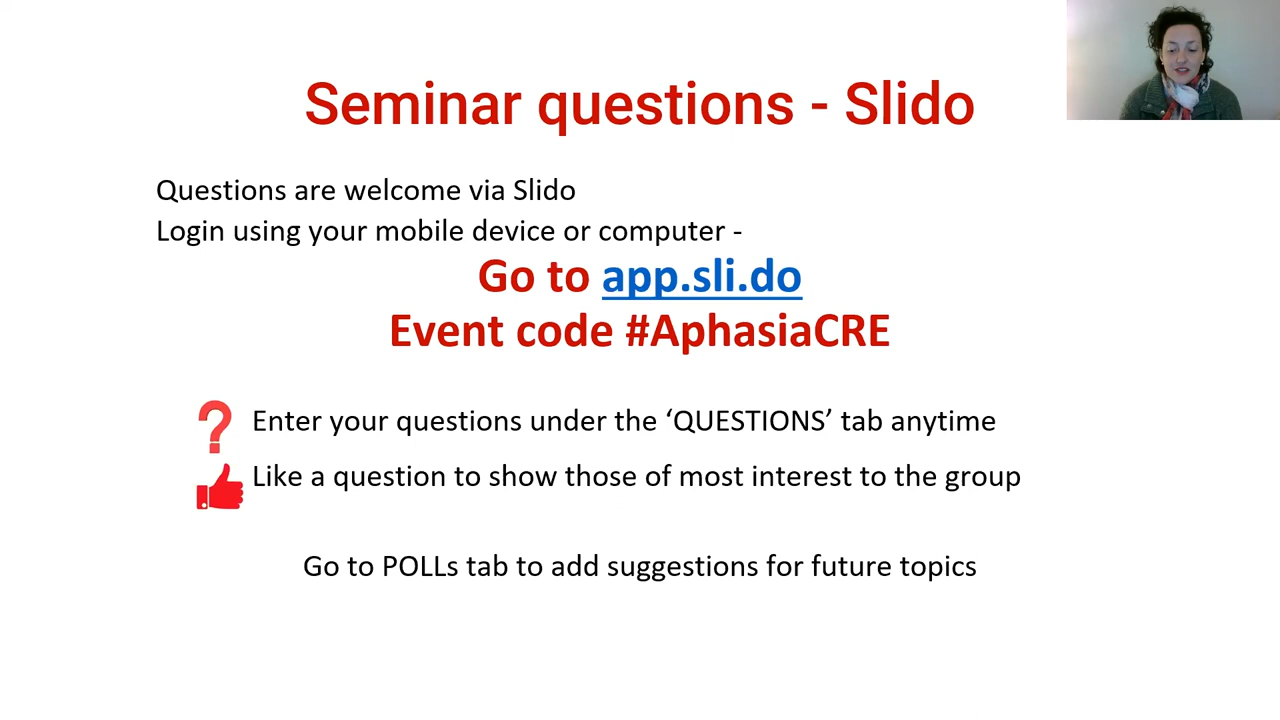 Seminar questions - Slido
Questions are welcome via Slido
Login using your mobile device or computer -
Go to app.sli.do
Event code #AphasiaCRE
Enter your questions under the ‘QUESTIONS’ tab anytime
Like a question to show those of most interest to the group
Go to POLLs tab to add suggestions for future topics